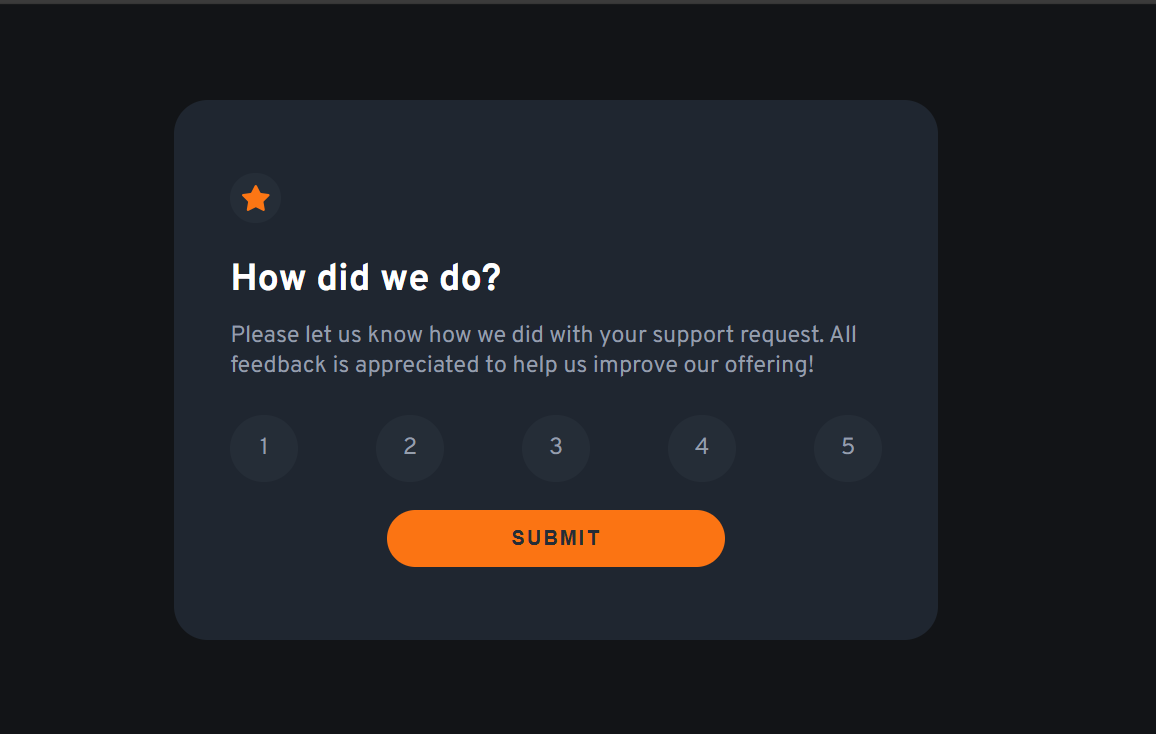 How did we do?
Please let us know how we did with your support request. All
feedback is appreciated to help us improve our offering!
1 2 3 4 5
SUBMIT